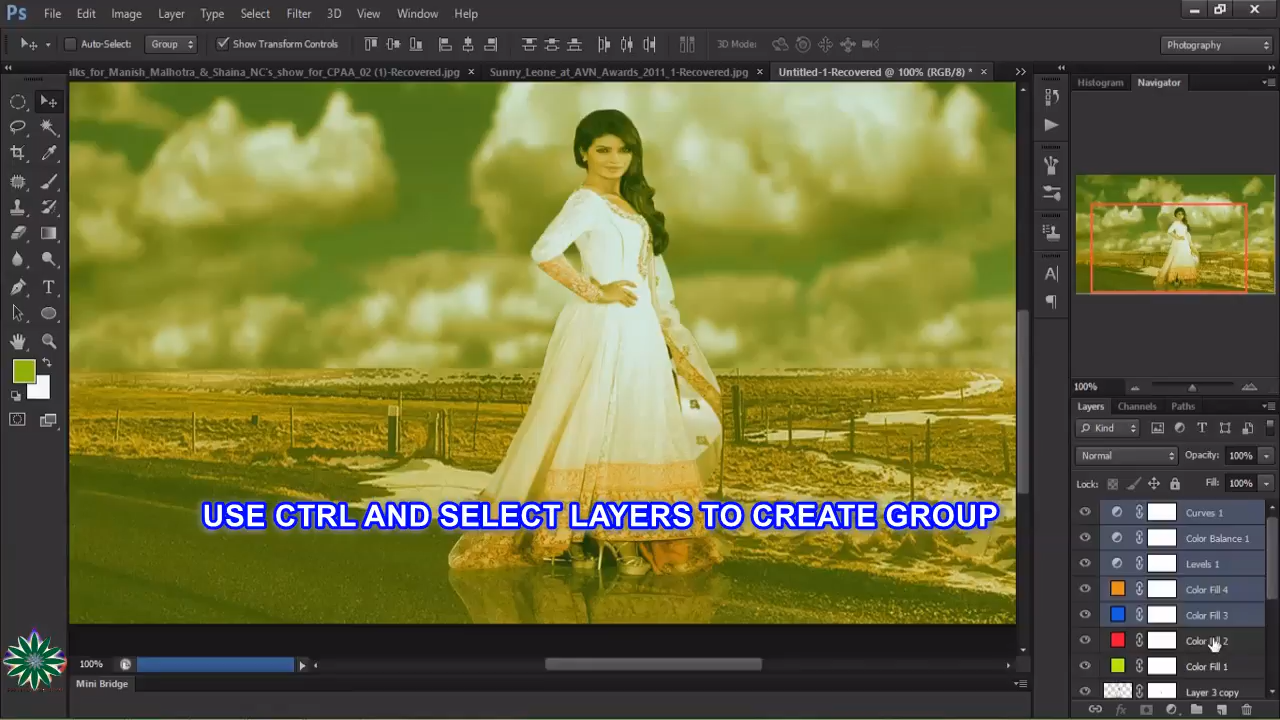 Ps File Edit Image Layer Type Select Filter 3D View Window Help
Auto-Select: Group Show Transform Controls 3D Mode: Photography
alks_for_Manish_Malhotra_&_Shaina_NC's_show_for_CPAA_02 (1)-Recovered.jpg × Sunny_Leone_at_AVN_Awards_2011_1-Recovered.jpg × Untitled-1-Recovered @ 100% (RGB/8) * ×
Histogram Navigator
100%
Layers Channels Paths
Kind
Normal Opacity: 100%
Lock: Fill: 100%
Curves 1
Color Balance 1
Levels 1
Color Fill 4
Color Fill 3
Color Fill 2
Color Fill 1
Layer 3 copy
USE CTRL AND SELECT LAYERS TO CREATE GROUP
100%
Mini Bridge